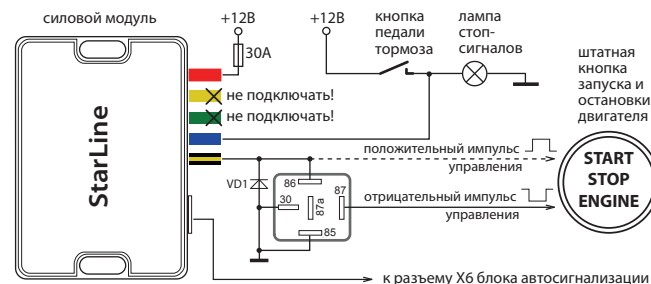 силовой модуль
+12В
+12В
кнопка
педали
тормоза
лампа
стоп-
сигналов
30А
не подключать!
не подключать!
штатная
кнопка
запуска и
остановки
двигателя
StarLine
положительный импульс
управления
START
STOP
ENGINE
VD1
86
30
87a
87
85
отрицательный импульс
управления
к разъему X6 блока автосигнализации